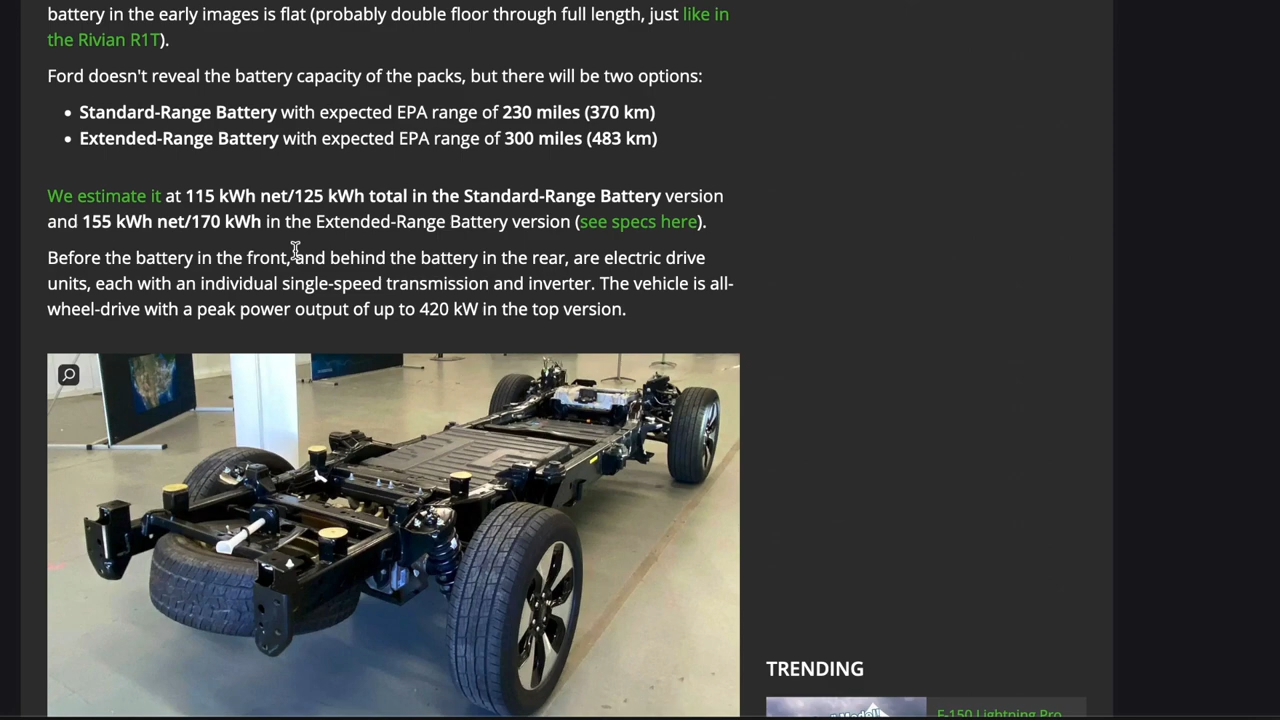 battery in the early images is flat (probably double floor through full length, just like in
the Rivian R1T).
Ford doesn't reveal the battery capacity of the packs, but there will be two options:
• Standard-Range Battery with expected EPA range of 230 miles (370 km)
• Extended-Range Battery with expected EPA range of 300 miles (483 km)
We estimate it at 115 kWh net/125 kWh total in the Standard-Range Battery version
and 155 kWh net/170 kWh in the Extended-Range Battery version (see specs here).
Before the battery in the front, and behind the battery in the rear, are electric drive
units, each with an individual single-speed transmission and inverter. The vehicle is all-
wheel-drive with a peak power output of up to 420 kW in the top version.
TRENDING
F-150 Lightning Pro